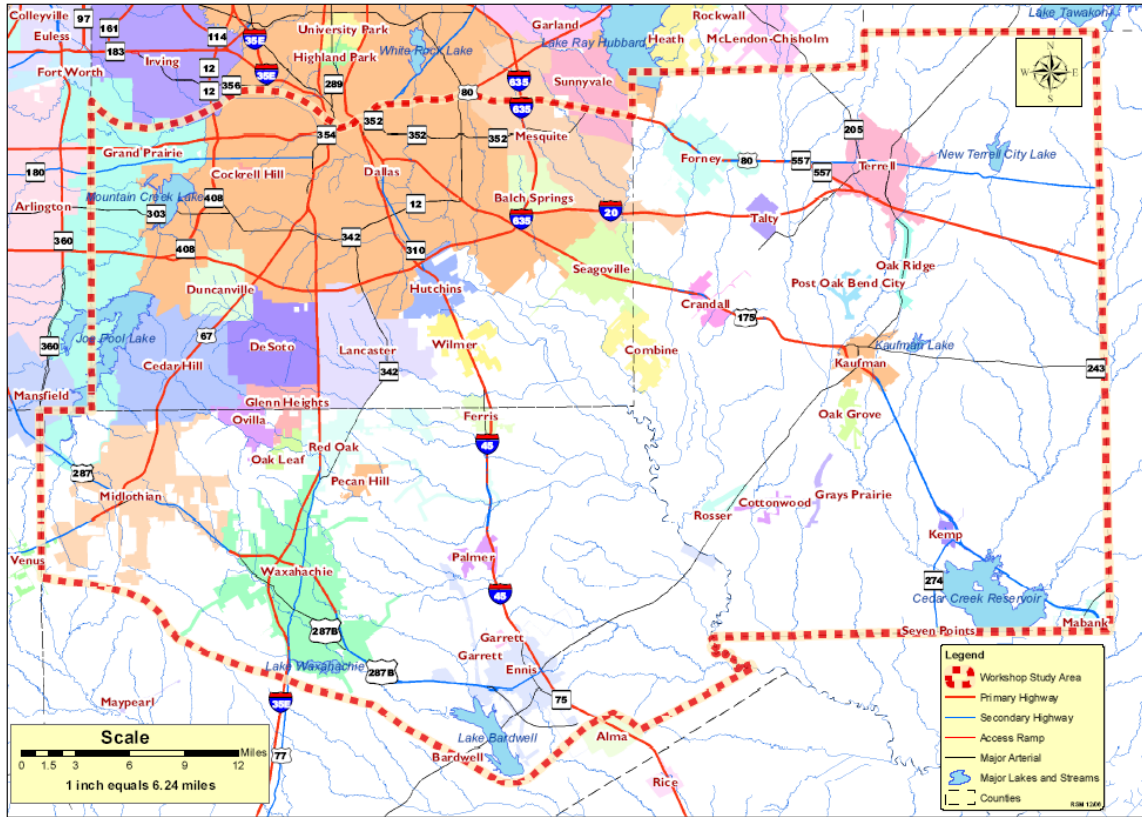 Colleyville
97
161
114
35E
University Park
Garland
Rockwall
Lake Tawakoni
Euless
183
Irving
Highland Park
White Rock Lake
Lake Ray Hubbard
Heath
McLendon-Chisholm
N
W
E
S
Fort Worth
12
356
12
35E
289
80
635
635
Sunnyvale
352
352
352
Mesquite
354
Grand Prairie
Dallas
Forney
80
557
557
205
Terrell
New Terrell City Lake
180
Cockrell Hill
Mountain Creek Lake
408
303
Arlington
12
Balch Springs
635
20
Talty
360
408
342
310
Seagoville
Oak Ridge
Post Oak Bend City
Duncanville
Hutchins
Crandall
175
360
Joe Pool Lake
67
DeSoto
Lancaster
342
Wilmer
Combine
Kaufman Lake
Kaufman
243
Cedar Hill
Mansfield
Glenn Heights
Ovilla
Ferris
Oak Grove
Red Oak
Oak Leaf
45
287
Midlothian
Pecan Hill
Grays Prairie
Cottonwood
Rosser
Venus
Palmer
Kemp
Waxahachie
45
274
Cedar Creek Reservoir
Mabank
287B
Garrett
Garrett
Seven Points
Lake Waxahachie
287B
Ennis
35E
75
Maypearl
Lake Bardwell
Alma
77
Bardwell
Rice
Scale
0 1.5 3 6 9 12
Miles
1 inch equals 6.24 miles
Legend
Workshop Study Area
Primary Highway
Secondary Highway
Access Ramp
Major Arterial
Major Lakes and Streams
Counties
RSM 12/06